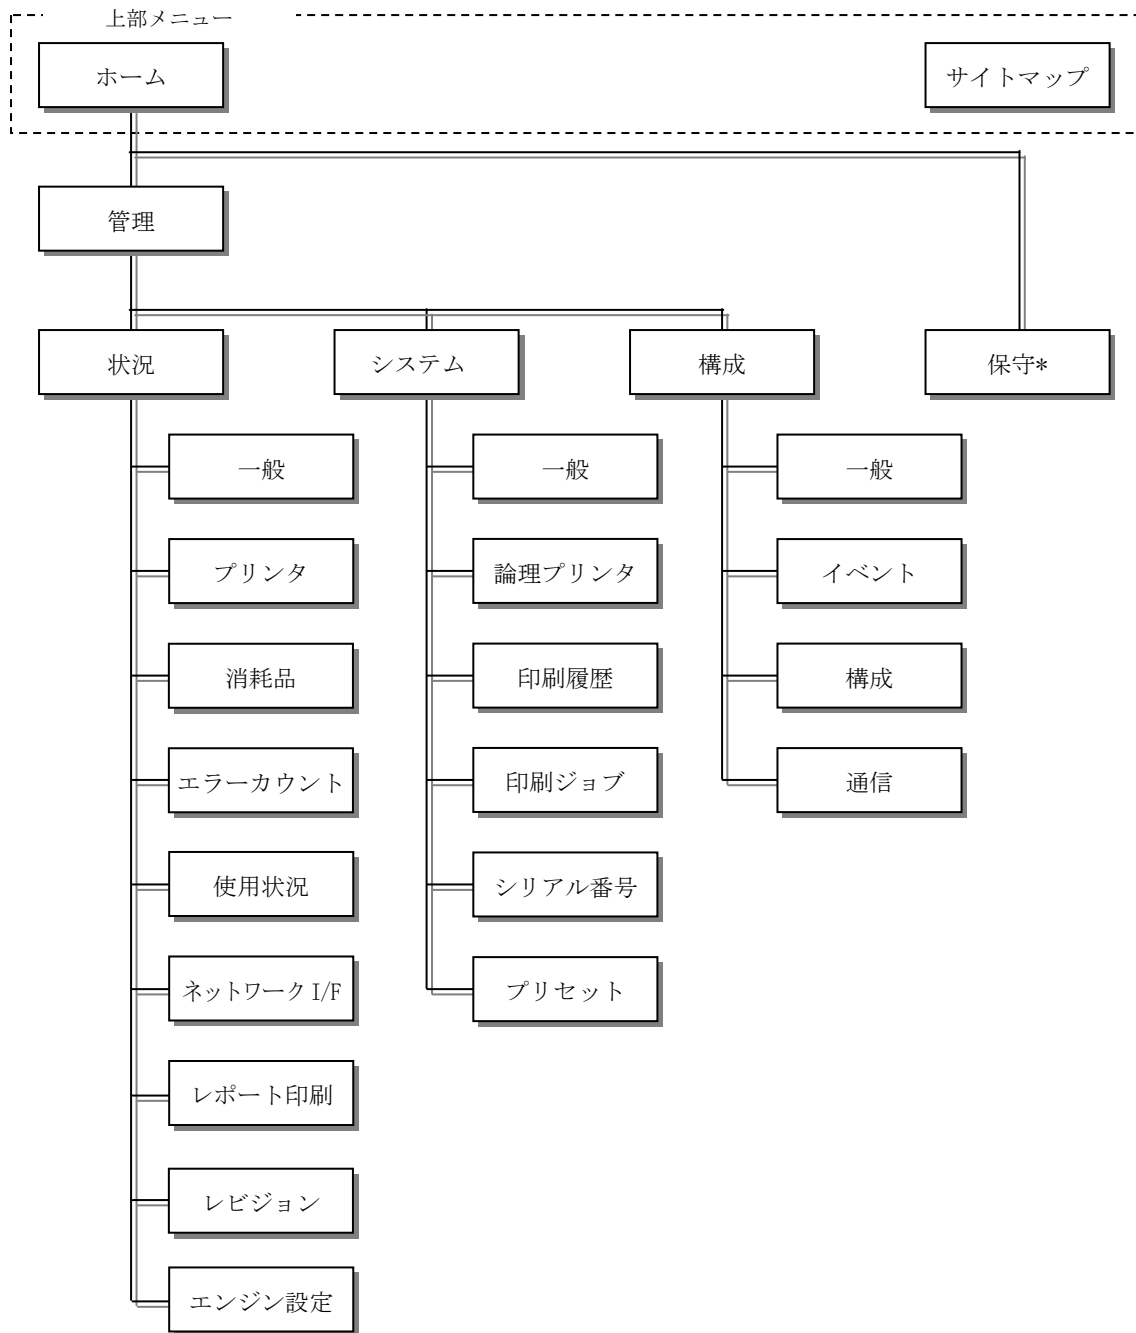 上部メニュー
ホーム
サイトマップ
管理
状況
システム
構成
保守*
一般
一般
一般
プリンタ
論理プリンタ
イベント
消耗品
印刷履歴
構成
エラーカウント
印刷ジョブ
通信
使用状況
シリアル番号
ネットワーク I/F
プリセット
レポート印刷
レビジョン
エンジン設定